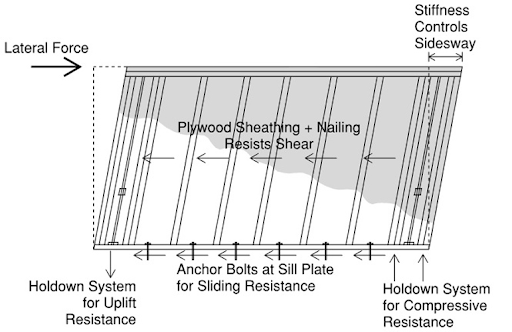 Stiffness
Controls
Sidesway
Lateral Force
Plywood Sheathing + Nailing
Resists Shear
Anchor Bolts at Sill Plate
for Sliding Resistance
Holdown System
for Uplift
Resistance
Holdown System
for Compressive
Resistance